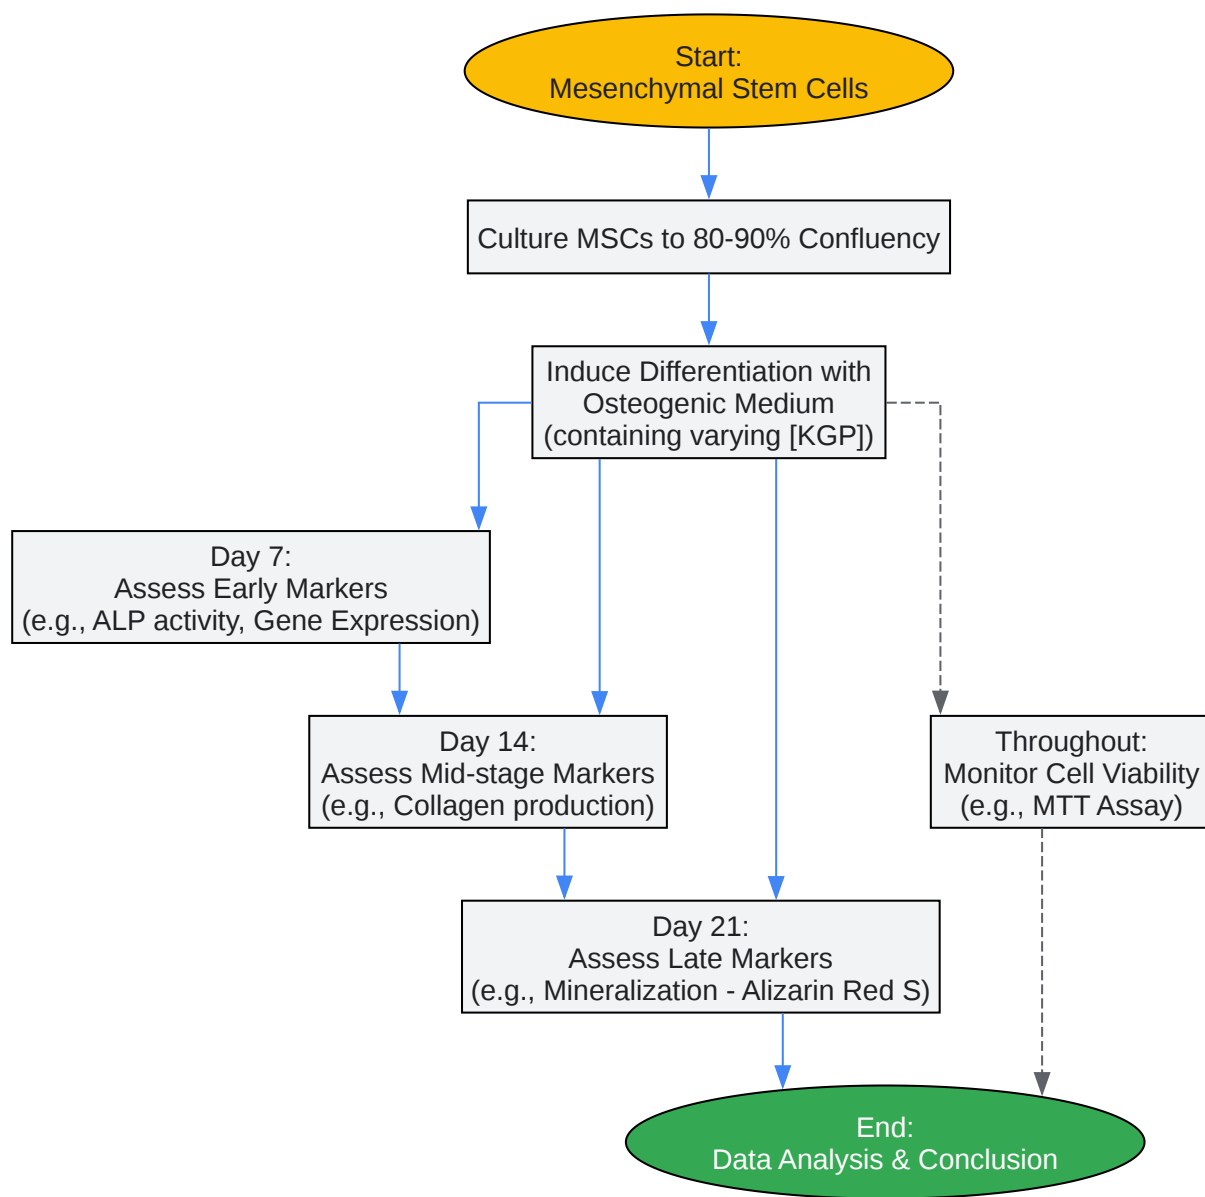 Start:
Mesenchymal Stem Cells
Culture MSCs to 80-90% Confluency
Induce Differentiation with
Osteogenic Medium
(containing varying [KGP])
Day 7:
Assess Early Markers
(e.g., ALP activity, Gene Expression)
Day 14:
Assess Mid-stage Markers
(e.g., Collagen production)
Throughout:
Monitor Cell Viability
(e.g., MTT Assay)
Day 21:
Assess Late Markers
(e.g., Mineralization - Alizarin Red S)
End:
Data Analysis & Conclusion